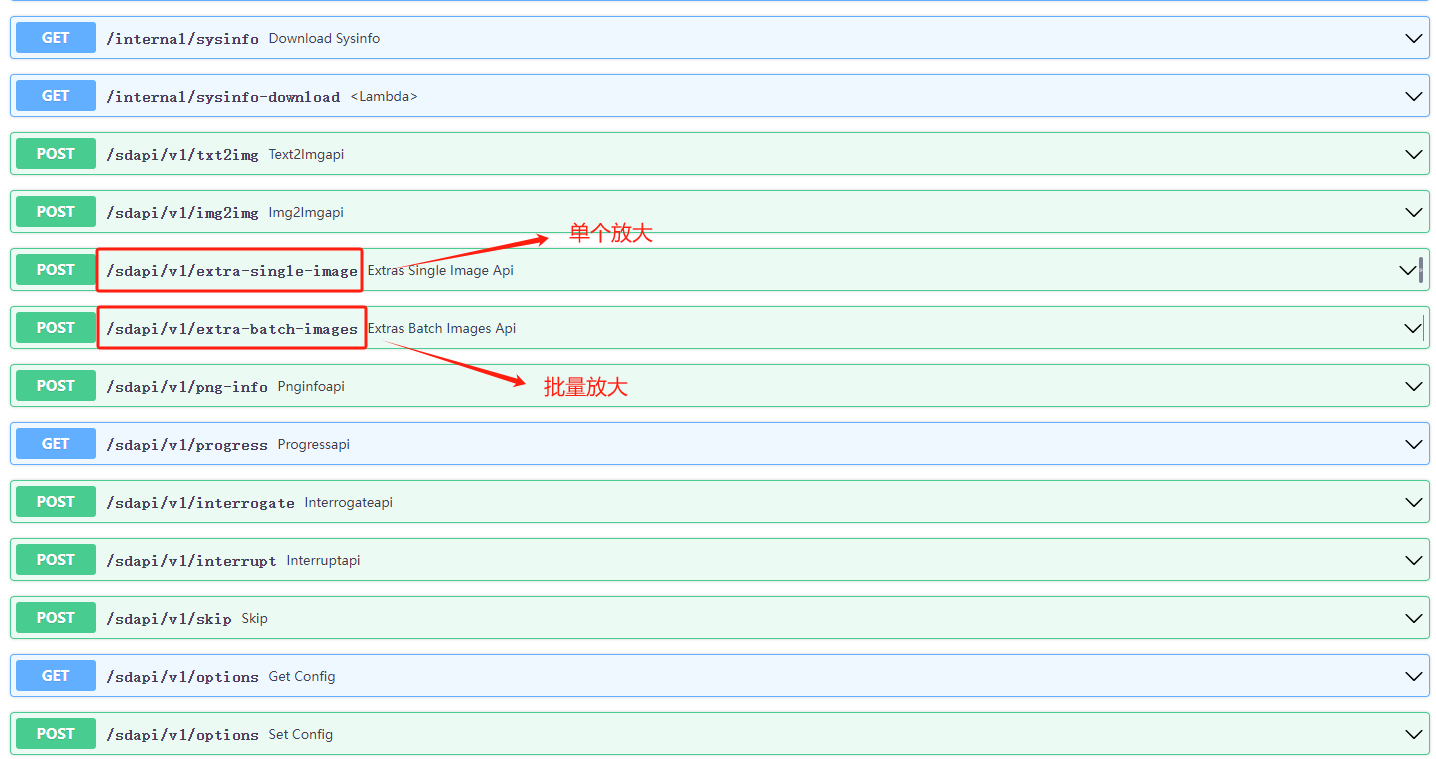 GET /internal/sysinfo Download Sysinfo
GET /internal/sysinfo-download <Lambda>
POST /sdapi/v1/txt2img Text2Imgapi
POST /sdapi/v1/img2img Img2Imgapi
单个放大
POST /sdapi/v1/extra-single-image Extras Single Image Api
POST /sdapi/v1/extra-batch-images Extras Batch Images Api
POST /sdapi/v1/png-info Pnginfoapi
批量放大
GET /sdapi/v1/progress Progressapi
POST /sdapi/v1/interrogate Interrogateapi
POST /sdapi/v1/interrupt Interruptapi
POST /sdapi/v1/skip Skip
GET /sdapi/v1/options Get Config
POST /sdapi/v1/options Set Config